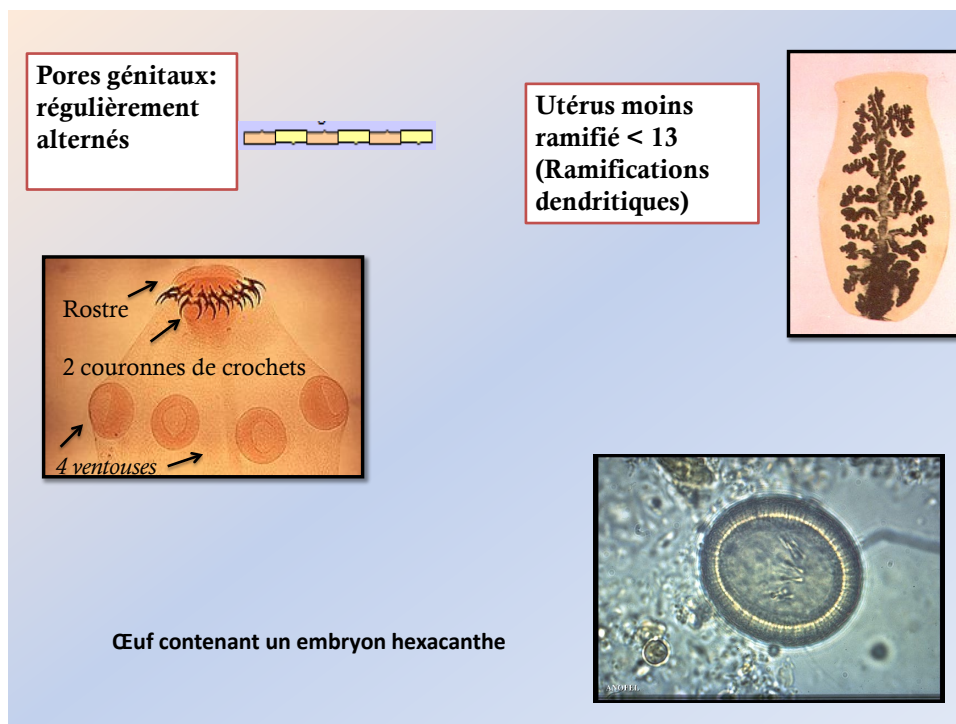 Pores génitaux:
régulièrement
alternés
Utérus moins
ramifié < 13
(Ramifications
dendritiques)
Rostre
2 couronnes de crochets
4 ventouses
Œuf contenant un embryon hexacanthe
ANOFEL